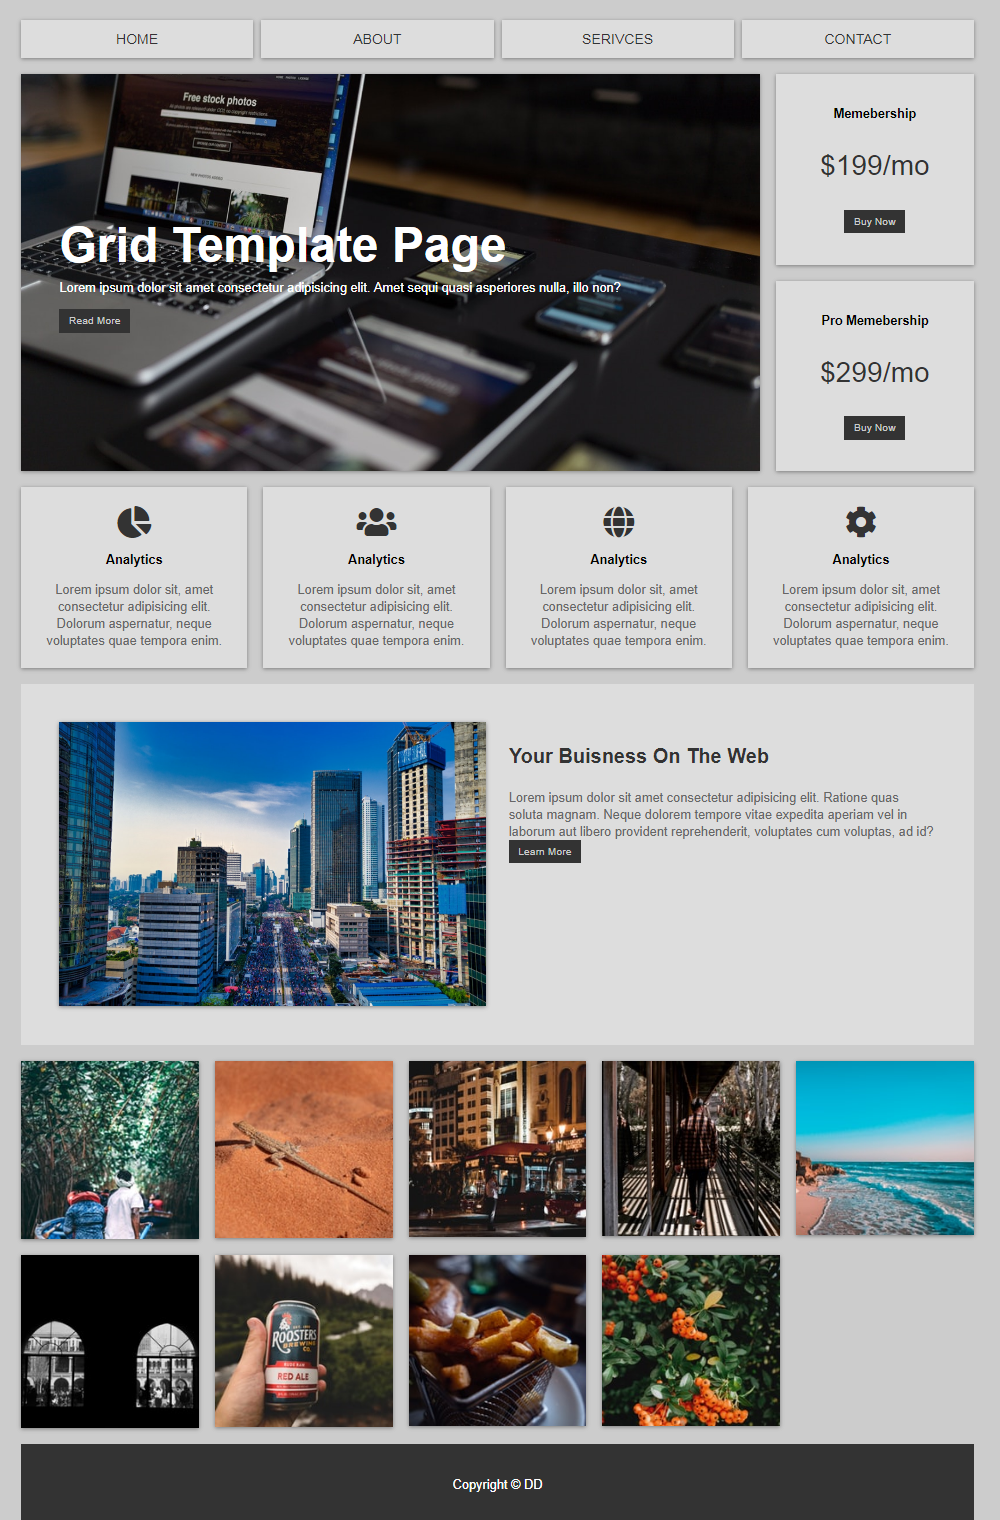 HOME
ABOUT
SERIVCES
CONTACT
Free stock photos
Grid Template Page
Lorem ipsum dolor sit amet consectetur adipisicing elit. Amet sequi quasi asperiores nulla, illo non?
Read More
Memebership
$199/mo
Buy Now
Pro Memebership
$299/mo
Buy Now
Analytics
Lorem ipsum dolor sit, amet
consectetur adipisicing elit.
Dolorum aspernatur, neque
voluptates quae tempora enim.
Analytics
Lorem ipsum dolor sit, amet
consectetur adipisicing elit.
Dolorum aspernatur, neque
voluptates quae tempora enim.
Analytics
Lorem ipsum dolor sit, amet
consectetur adipisicing elit.
Dolorum aspernatur, neque
voluptates quae tempora enim.
Analytics
Lorem ipsum dolor sit, amet
consectetur adipisicing elit.
Dolorum aspernatur, neque
voluptates quae tempora enim.
Your Buisness On The Web
Lorem ipsum dolor sit amet consectetur adipisicing elit. Ratione quas
soluta magnam. Neque dolorem tempore vitae expedita aperiam vel in
laborum aut libero provident reprehenderit, voluptates cum voluptas, ad id?
Learn More
ROOSTERS
BREWING
CO.
RED ALE
Copyright © DD